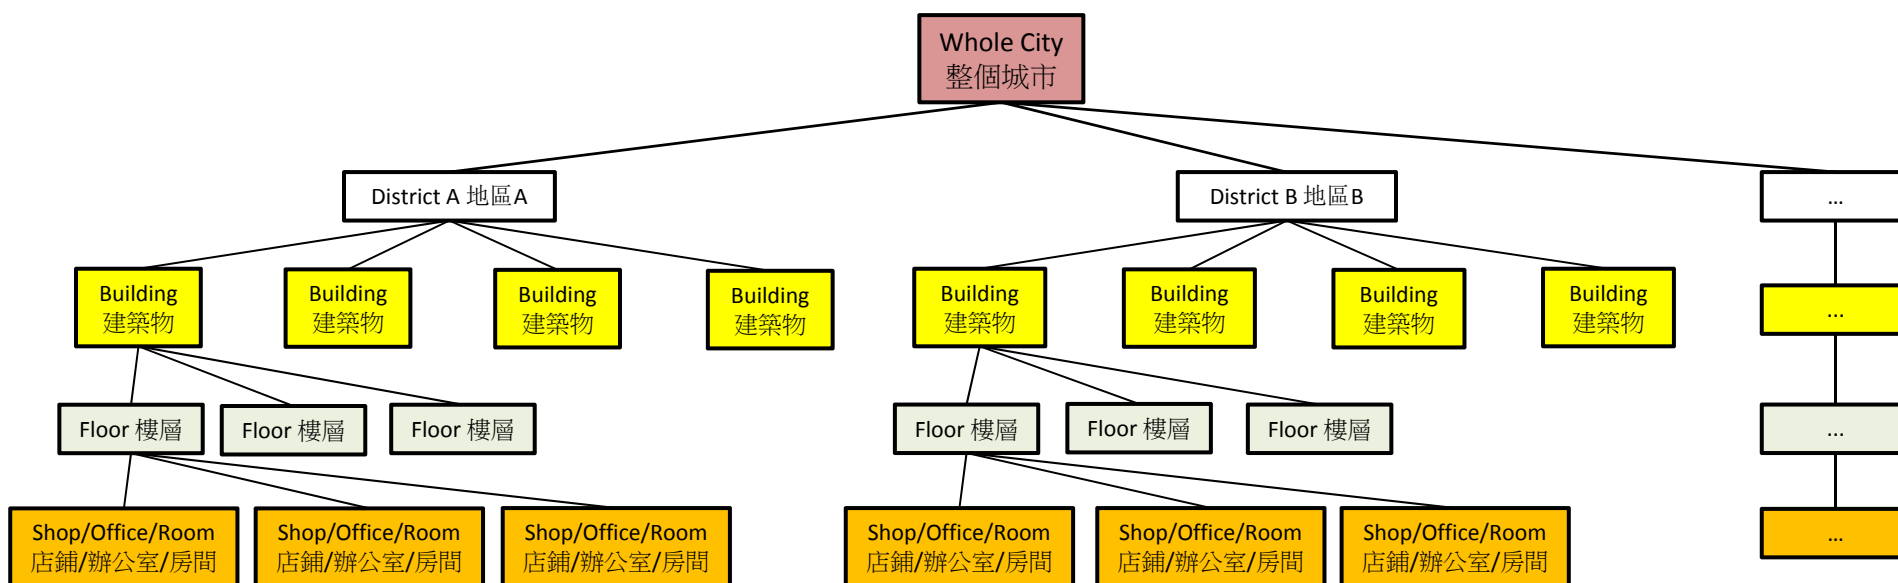 Whole City
整個城市
District A 地區A
District B 地區B
...
Building
建築物
Building
建築物
Building
建築物
Building
建築物
Building
建築物
Building
建築物
Building
建築物
Building
建築物
...
Floor 樓層
Floor 樓層
Floor 樓層
Floor 樓層
Floor 樓層
Floor 樓層
...
Shop/Office/Room
店鋪/辦公室/房間
Shop/Office/Room
店鋪/辦公室/房間
Shop/Office/Room
店鋪/辦公室/房間
Shop/Office/Room
店鋪/辦公室/房間
Shop/Office/Room
店鋪/辦公室/房間
Shop/Office/Room
店鋪/辦公室/房間
...